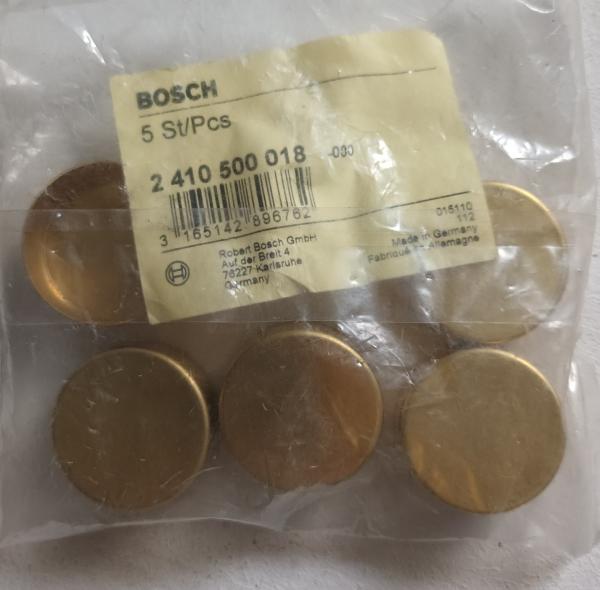 BOSCH
5 St/Pcs
2 410 500 018 -030
3 165142 896762
Robert Bosch GmbH
Auf der Breit 4
76227 Karlsruhe
Germany
015110
112
Made in Germany
Fabriqué en Allemagne